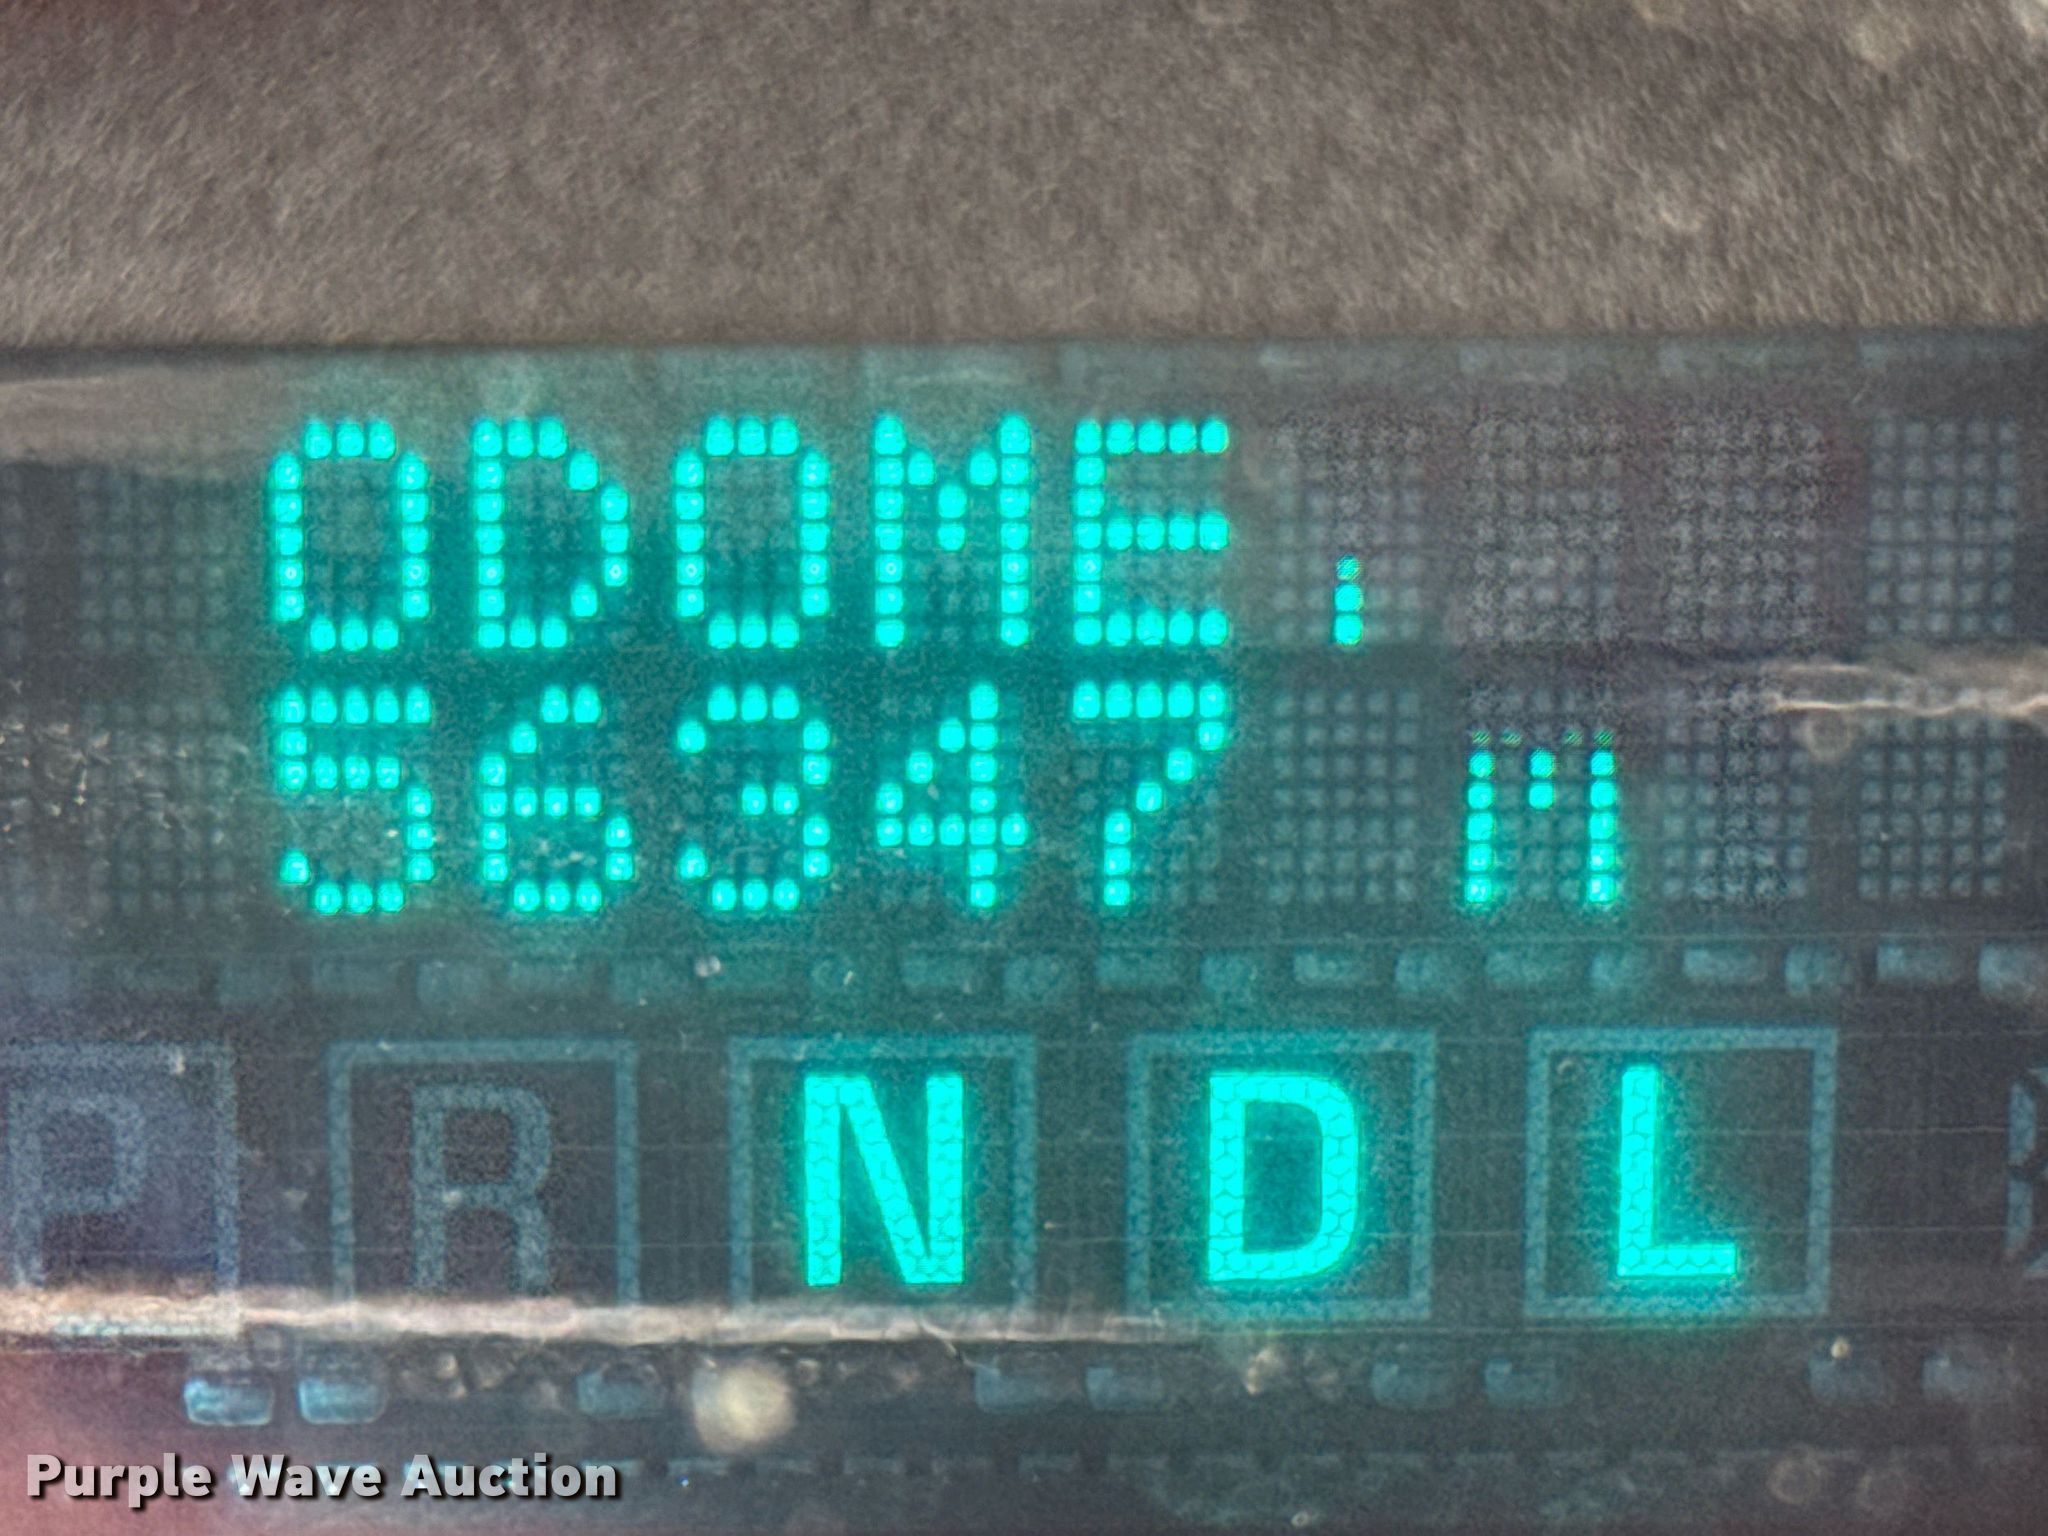 ODOME
56347 M
P R N D L
Purple Wave Auction